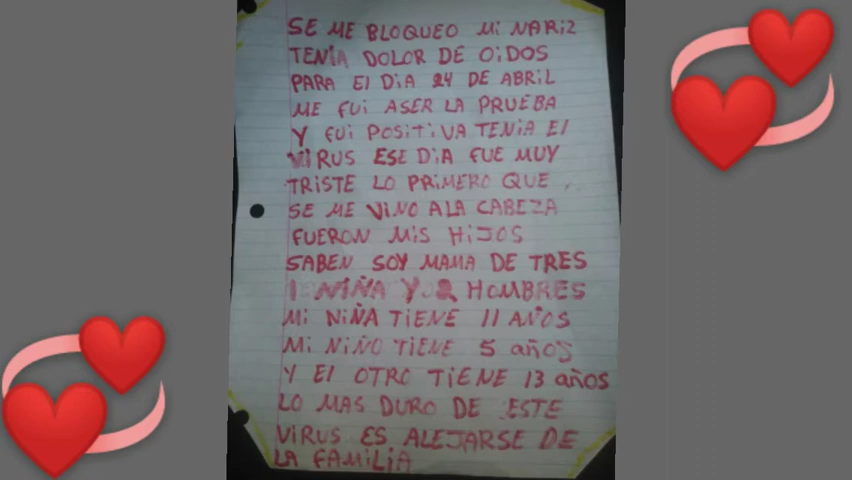 SE ME BLOQUEO Mi NARiZ
TENiA DOLOR DE OiDOS
PARA El DiA 24 DE ABRiL
ME FUi ASER LA PRUEBA
Y FUi POSiTiVA TENiA El
ViRUS ESE DiA FUE MUY
TRiSTE LO PRiMERO QUE
SE ME ViNO ALA CABEZA
FUERON MiS HiJOS
SABEN SOY MAMA DE TRES
1 NiÑA Y 2 HOMBRES
Mi NiÑA TiENE 11 AÑOS
Mi NiÑO TiENE 5 añOS
Y El OTRO TiENE 13 añOS
LO MAS DURO DE ESTE
ViRUS ES ALEJARSE DE
LA FAMiLiA